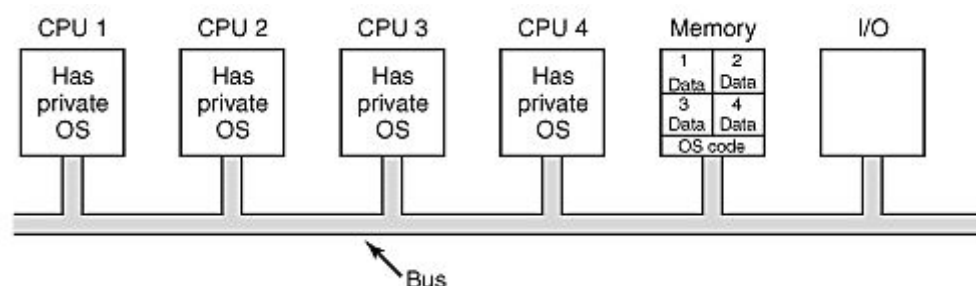 CPU 1 CPU 2 CPU 3 CPU 4 Memory I/O
Has
private
OS
Has
private
OS
Has
private
OS
Has
private
OS
1 2
Data Data
3 4
Data Data
OS code
Bus